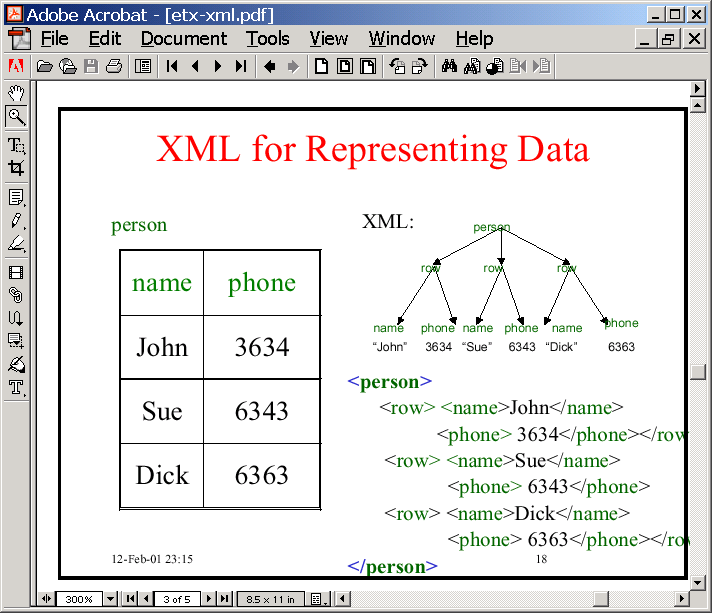 Adobe Acrobat - [etx-xml.pdf]
File Edit Document Tools View Window Help
XML for Representing Data
person
name phone
John 3634
Sue 6343
Dick 6363
XML:
person
row row row
name phone name phone name phone
“John” 3634 “Sue” 6343 “Dick” 6363
<person>
<row> <name>John</name>
<phone> 3634</phone></row
<row> <name>Sue</name>
<phone> 6343</phone>
<row> <name>Dick</name>
<phone> 6363</phone></row
</person>
12-Feb-01 23:15
18
300% 3 of 5 8.5 x 11 in